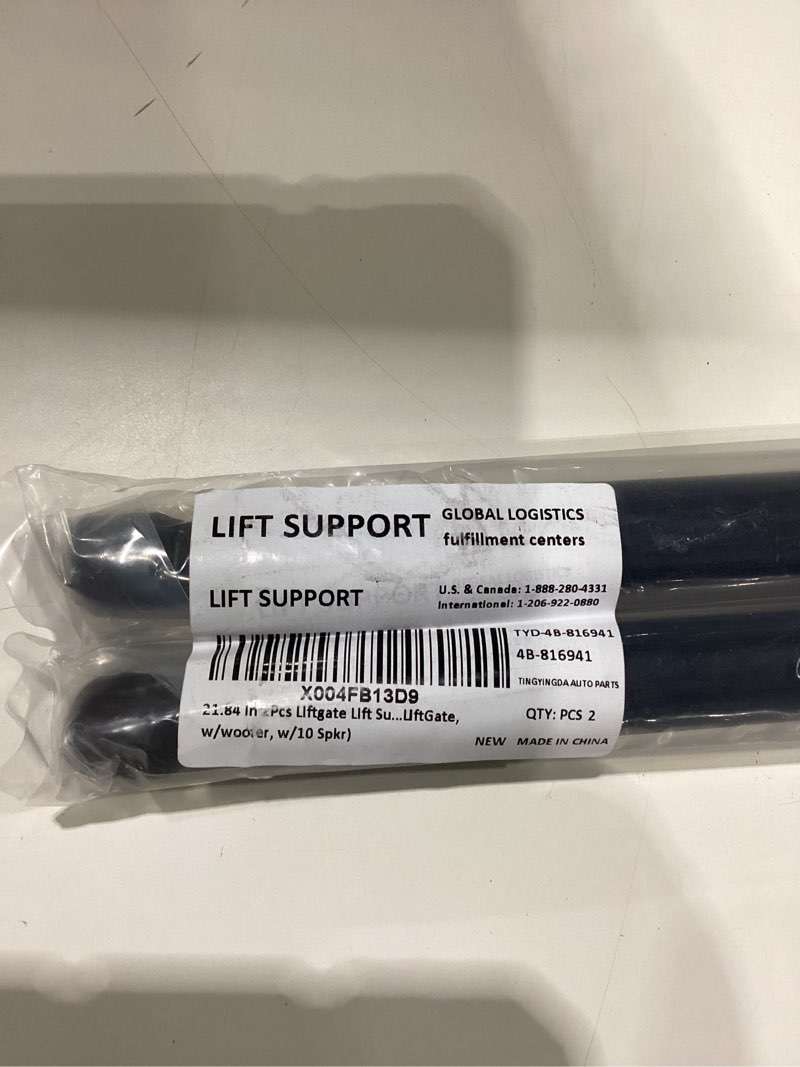 LIFT SUPPORT
GLOBAL LOGISTICS
fulfillment centers
LIFT SUPPORT
U.S. & Canada: 1-888-280-4331
International: 1-206-922-0880
TYD-4B-816941
4B-816941
TINGYINGDA AUTO PARTS
X004FB13D9
21.84 In 2Pcs Liftgate Lift Su...LiftGate,
w/woofer, w/10 Spkr)
QTY: PCS 2
NEW MADE IN CHINA